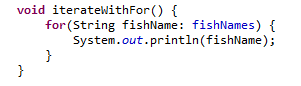 void iterateWithFor() {
    for(String fishName: fishNames) {
        System.out.println(fishName);
    }
}